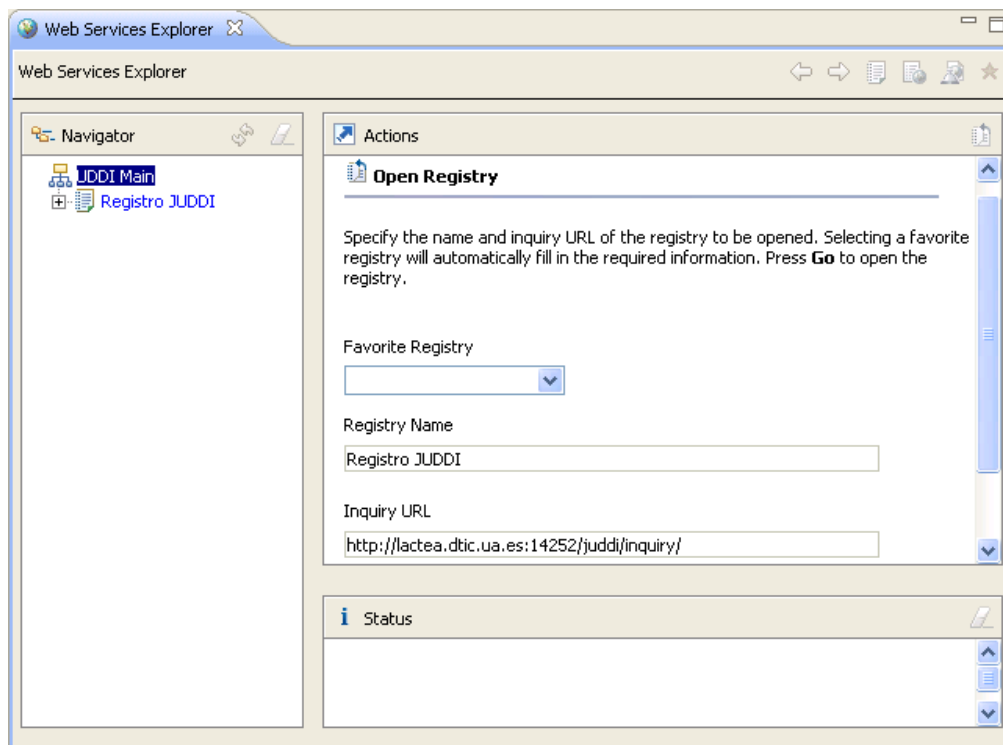 Web Services Explorer
Web Services Explorer
Navigator
UDDI Main
Registro JUDDI
Actions
Open Registry
Specify the name and inquiry URL of the registry to be opened. Selecting a favorite
registry will automatically fill in the required information. Press Go to open the
registry.
Favorite Registry
Registry Name
Registro JUDDI
Inquiry URL
http://lactea.dtic.ua.es:14252/juddi/inquiry/
i Status